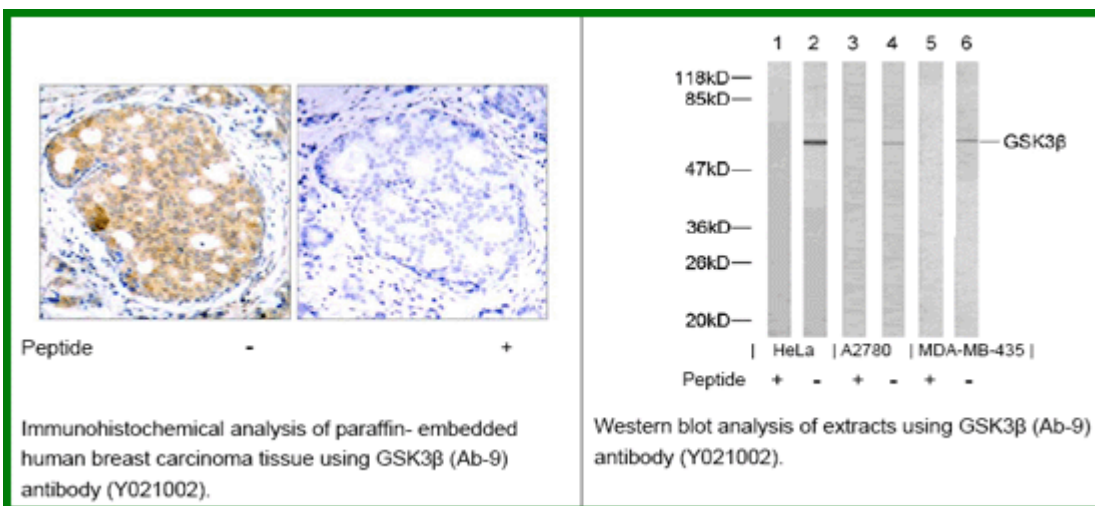 Peptide - +
Immunohistochemical analysis of paraffin- embedded
human breast carcinoma tissue using GSK3β (Ab-9)
antibody (Y021002).
1 2 3 4 5 6
118kD
85kD
GSK3β
47kD
36kD
26kD
20kD
| HeLa | A2780 | MDA-MB-435 |
Peptide + - + - + -
Western blot analysis of extracts using GSK3β (Ab-9)
antibody (Y021002).